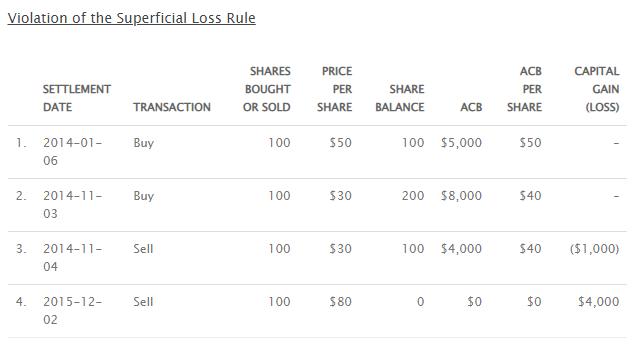 Violation of the Superficial Loss Rule
SHARES PRICE ACB CAPITAL
SETTLEMENT BOUGHT PER SHARE PER GAIN
DATE TRANSACTION OR SOLD SHARE BALANCE ACB SHARE (LOSS)
1. 2014-01- Buy 100 $50 100 $5,000 $50 -
06
2. 2014-11- Buy 100 $30 200 $8,000 $40 -
03
3. 2014-11- Sell 100 $30 100 $4,000 $40 ($1,000)
04
4. 2015-12- Sell 100 $80 0 $0 $0 $4,000
02